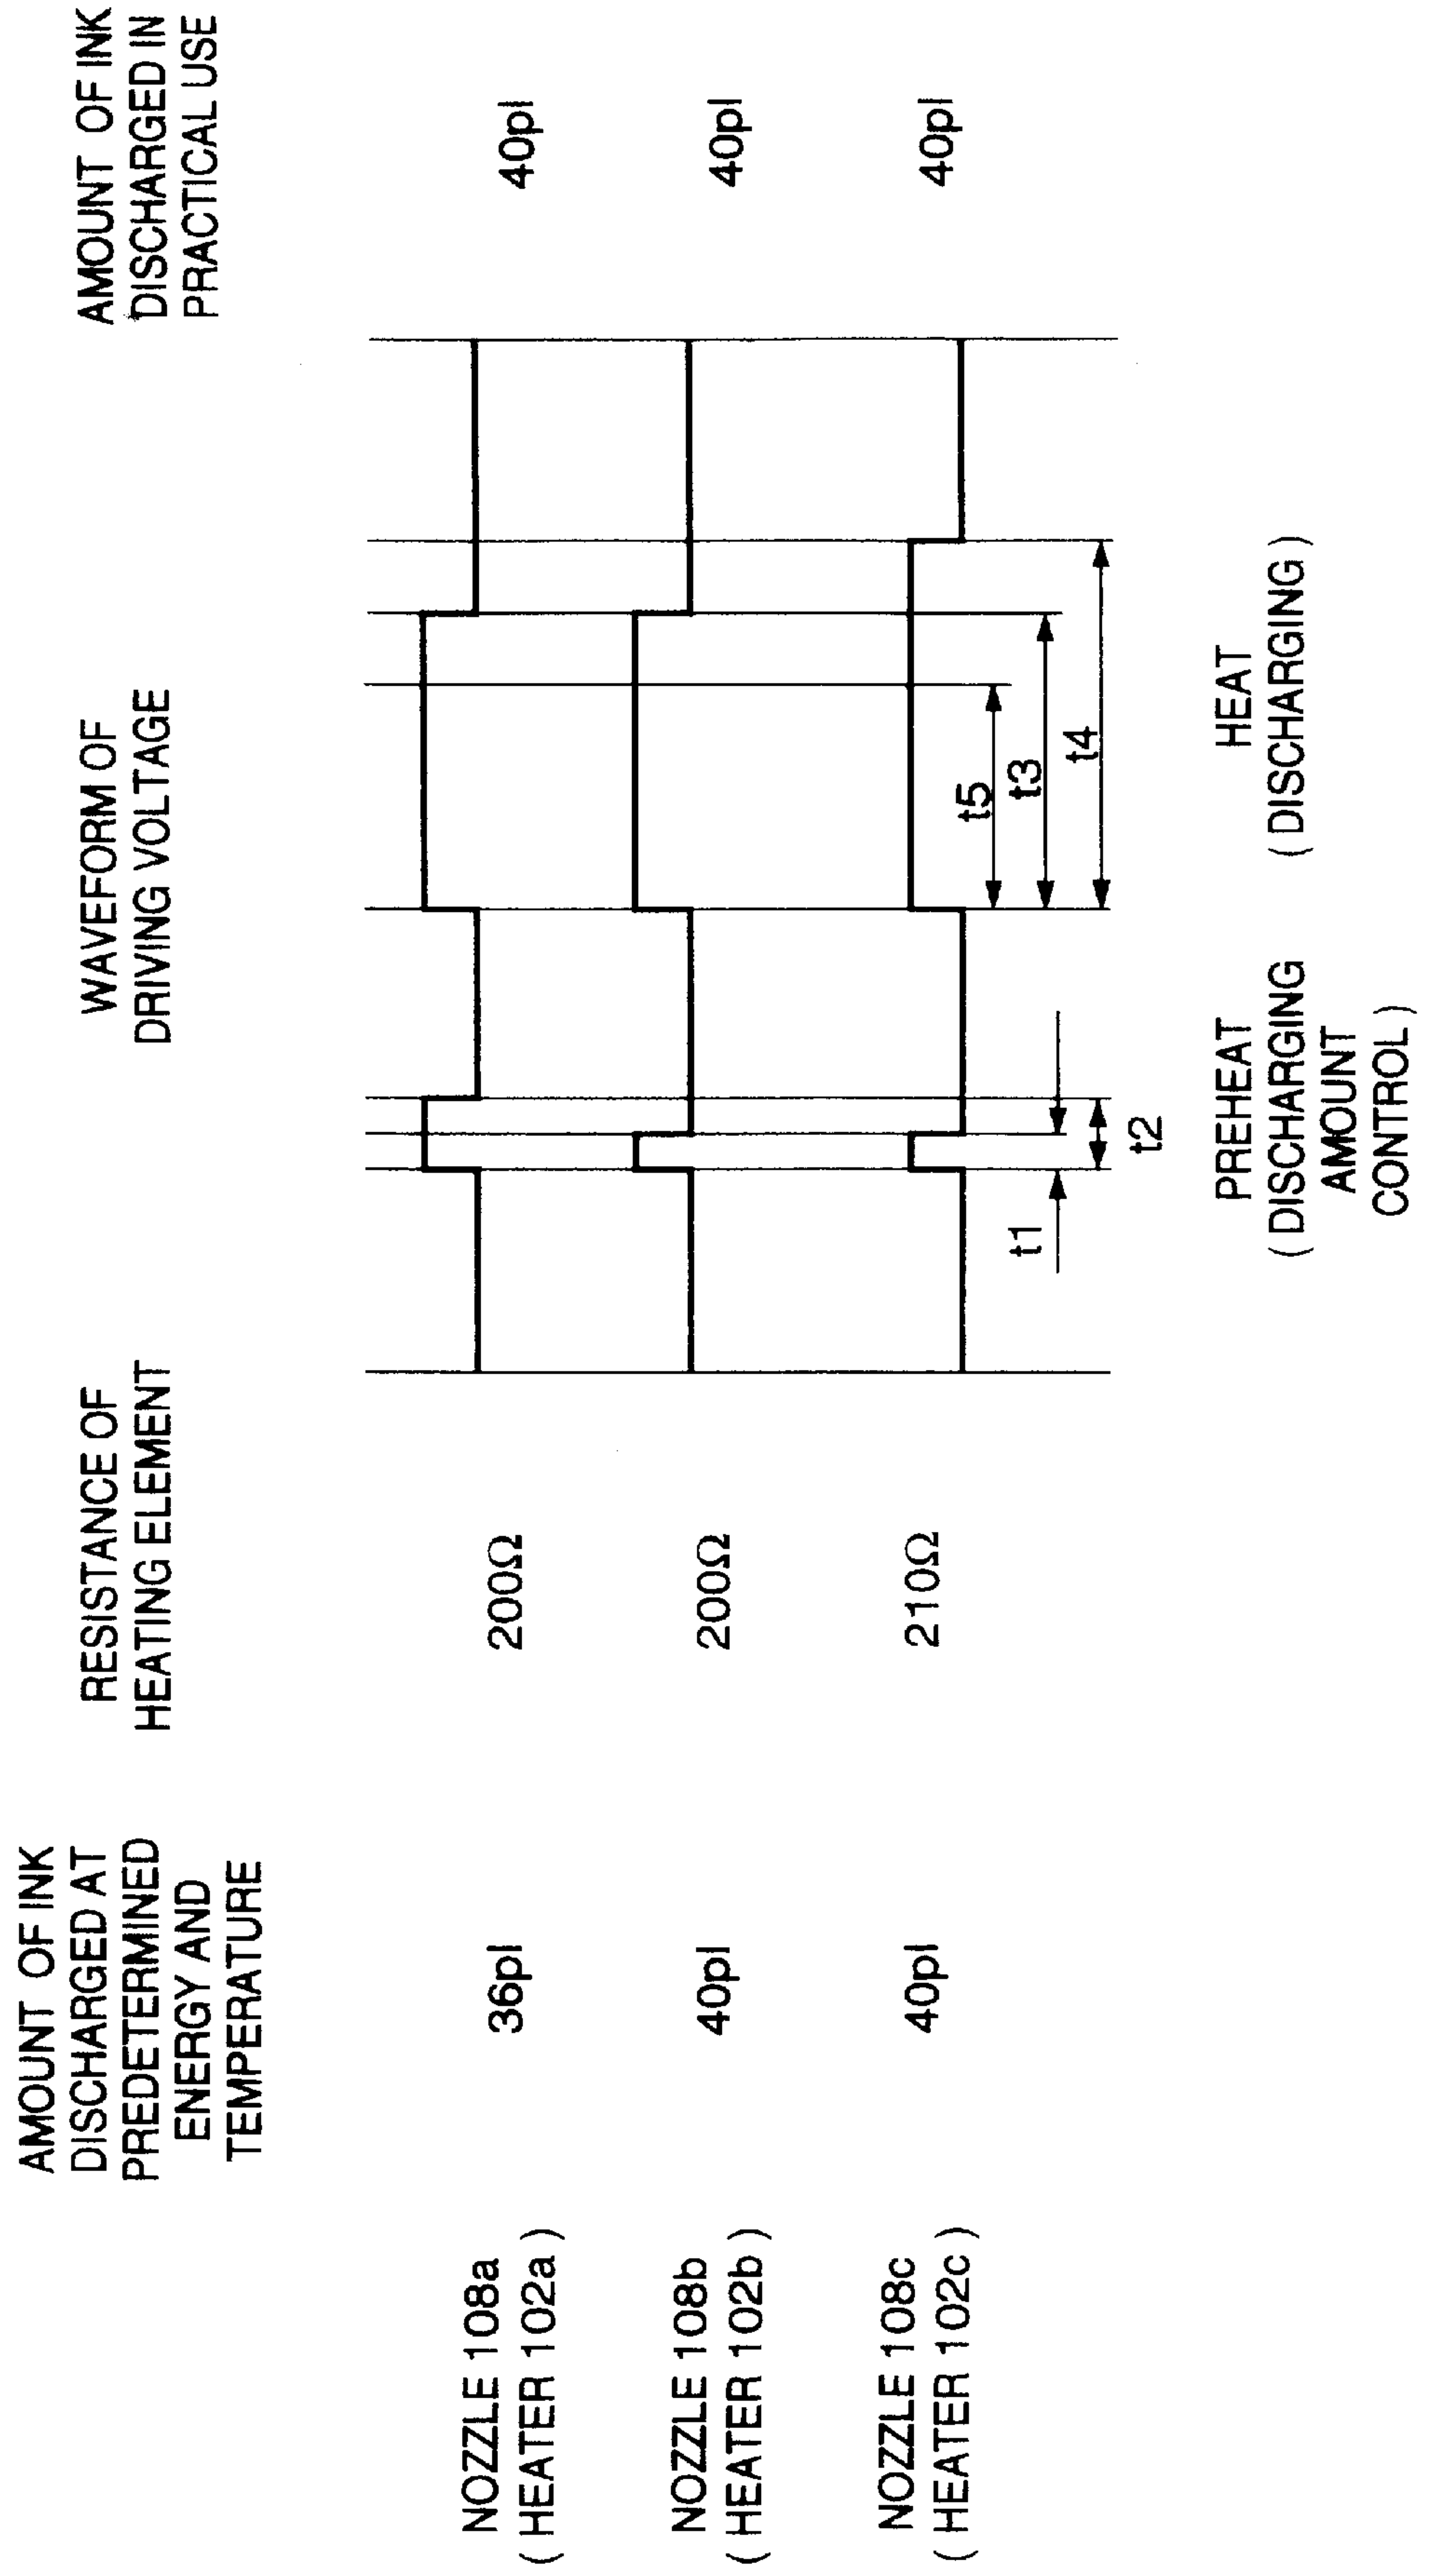 AMOUNT OF INK
DISCHARGED AT
PREDETERMINED
ENERGY AND
TEMPERATURE
RESISTANCE OF
HEATING ELEMENT
WAVEFORM OF
DRIVING VOLTAGE
AMOUNT OF INK
DISCHARGED IN
PRACTICAL USE
NOZZLE 108a
( HEATER 102a )
36pl
200Ω
40pl
NOZZLE 108b
( HEATER 102b )
40pl
200Ω
40pl
NOZZLE 108c
( HEATER 102c )
40pl
210Ω
40pl
t5
t3
t4
t1
t2
PREHEAT
( DISCHARGING
AMOUNT
CONTROL )
HEAT
( DISCHARGING )